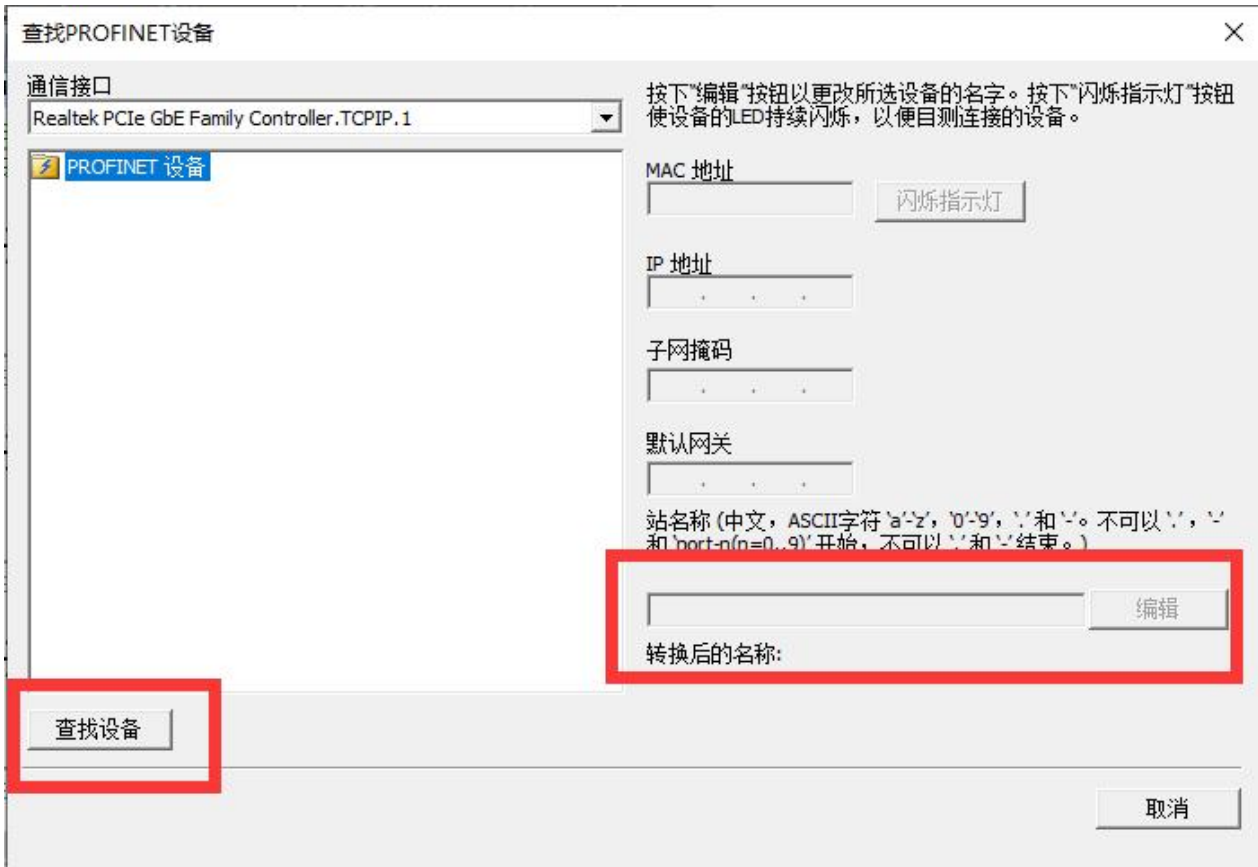 查找PROFINET设备
通信接口
Realtek PCIe GbE Family Controller.TCPIP.1
PROFINET 设备
查找设备
按下"编辑"按钮以更改所选设备的名字。按下"闪烁指示灯"按钮
使设备的LED持续闪烁，以便目测连接的设备。
MAC 地址
闪烁指示灯
IP 地址
子网掩码
默认网关
站名称 (中文，ASCII字符 'a'-'z'，'0'-'9'，'.' 和 '-'。不可以 '.'，'-'
和 'port-n(n=0..9)' 开始，不可以 '.' 和 '-' 结束。)
编辑
转换后的名称:
取消